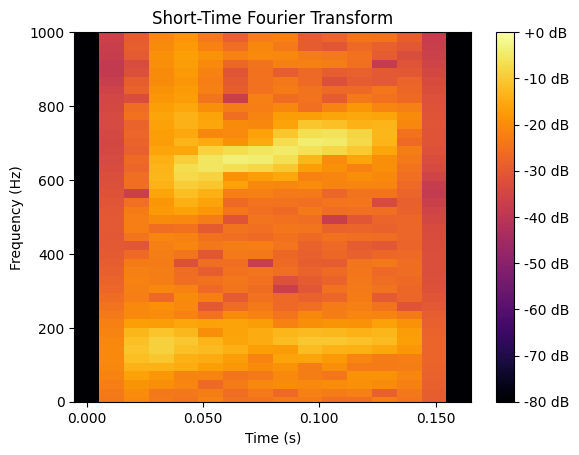 Short-Time Fourier Transform
1000
800
600
400
200
0
Frequency (Hz)
0.000
0.050
0.100
0.150
Time (s)
+0 dB
-10 dB
-20 dB
-30 dB
-40 dB
-50 dB
-60 dB
-70 dB
-80 dB